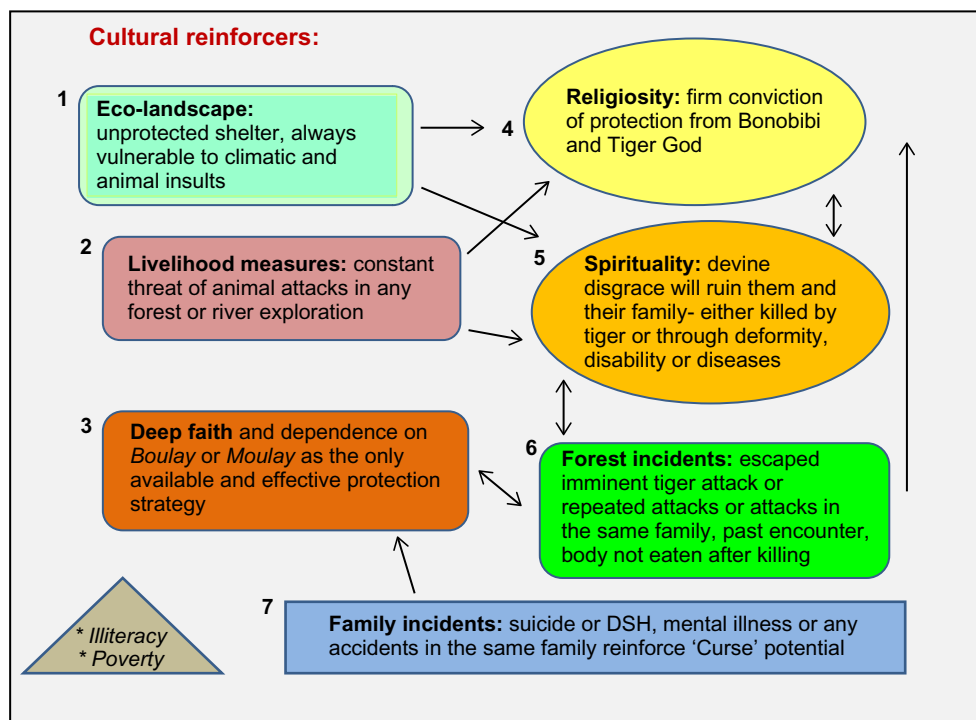 Cultural reinforcers:
1
Eco-landscape:
unprotected shelter, always
vulnerable to climatic and
animal insults
4
Religiosity: firm conviction
of protection from Bonobibi
and Tiger God
2
Livelihood measures: constant
threat of animal attacks in any
forest or river exploration
5
Spirituality: devine
disgrace will ruin them and
their family- either killed by
tiger or through deformity,
disability or diseases
3
Deep faith and dependence on
Boulay or Moulay as the only
available and effective protection
strategy
6
Forest incidents: escaped
imminent tiger attack or
repeated attacks or attacks in
the same family, past encounter,
body not eaten after killing
7
Family incidents: suicide or DSH, mental illness or any
accidents in the same family reinforce ‘Curse’ potential
* Illiteracy
* Poverty